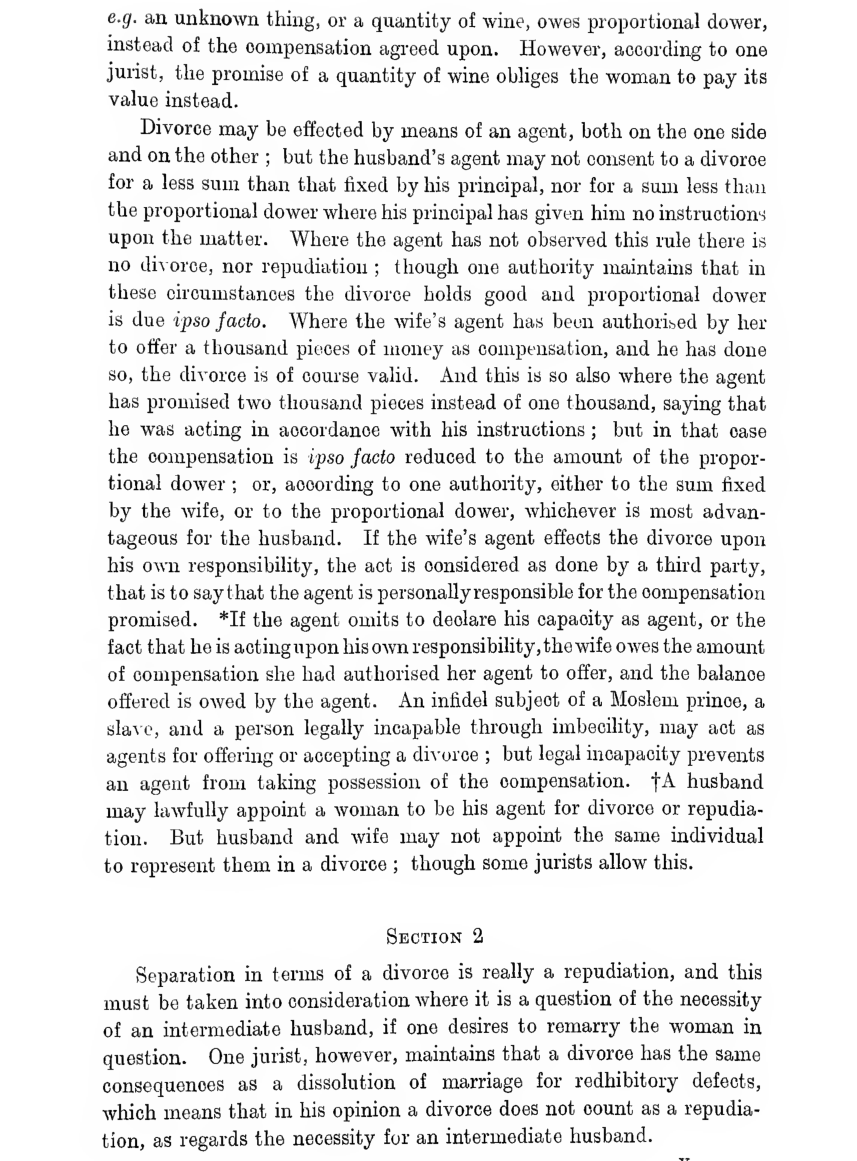 e.g. an unknown thing, or a quantity of wine, owes proportional dower,
instead of the compensation agreed upon. However, according to one
jurist, the promise of a quantity of wine obliges the woman to pay its
value instead.
Divorce may be effected by means of an agent, both on the one side
and on the other ; but the husband's agent may not consent to a divorce
for a less sum than that fixed by his principal, nor for a sum less than
the proportional dower where his principal has given him no instructions
upon the matter. Where the agent has not observed this rule there is
no divorce, nor repudiation ; though one authority maintains that in
these circumstances the divorce holds good and proportional dower
is due ipso facto. Where the wife's agent has been authorised by her
to offer a thousand pieces of money as compensation, and he has done
so, the divorce is of course valid. And this is so also where the agent
has promised two thousand pieces instead of one thousand, saying that
he was acting in accordance with his instructions ; but in that case
the compensation is ipso facto reduced to the amount of the propor-
tional dower ; or, according to one authority, either to the sum fixed
by the wife, or to the proportional dower, whichever is most advan-
tageous for the husband. If the wife's agent effects the divorce upon
his own responsibility, the act is considered as done by a third party,
that is to say that the agent is personally responsible for the compensation
promised. *If the agent omits to declare his capacity as agent, or the
fact that he is acting upon his own responsibility, the wife owes the amount
of compensation she had authorised her agent to offer, and the balance
offered is owed by the agent. An infidel subject of a Moslem prince, a
slave, and a person legally incapable through imbecility, may act as
agents for offering or accepting a divorce ; but legal incapacity prevents
an agent from taking possession of the compensation. †A husband
may lawfully appoint a woman to be his agent for divorce or repudia-
tion. But husband and wife may not appoint the same individual
to represent them in a divorce ; though some jurists allow this.
SECTION 2
Separation in terms of a divorce is really a repudiation, and this
must be taken into consideration where it is a question of the necessity
of an intermediate husband, if one desires to remarry the woman in
question. One jurist, however, maintains that a divorce has the same
consequences as a dissolution of marriage for redhibitory defects,
which means that in his opinion a divorce does not count as a repudia-
tion, as regards the necessity for an intermediate husband.